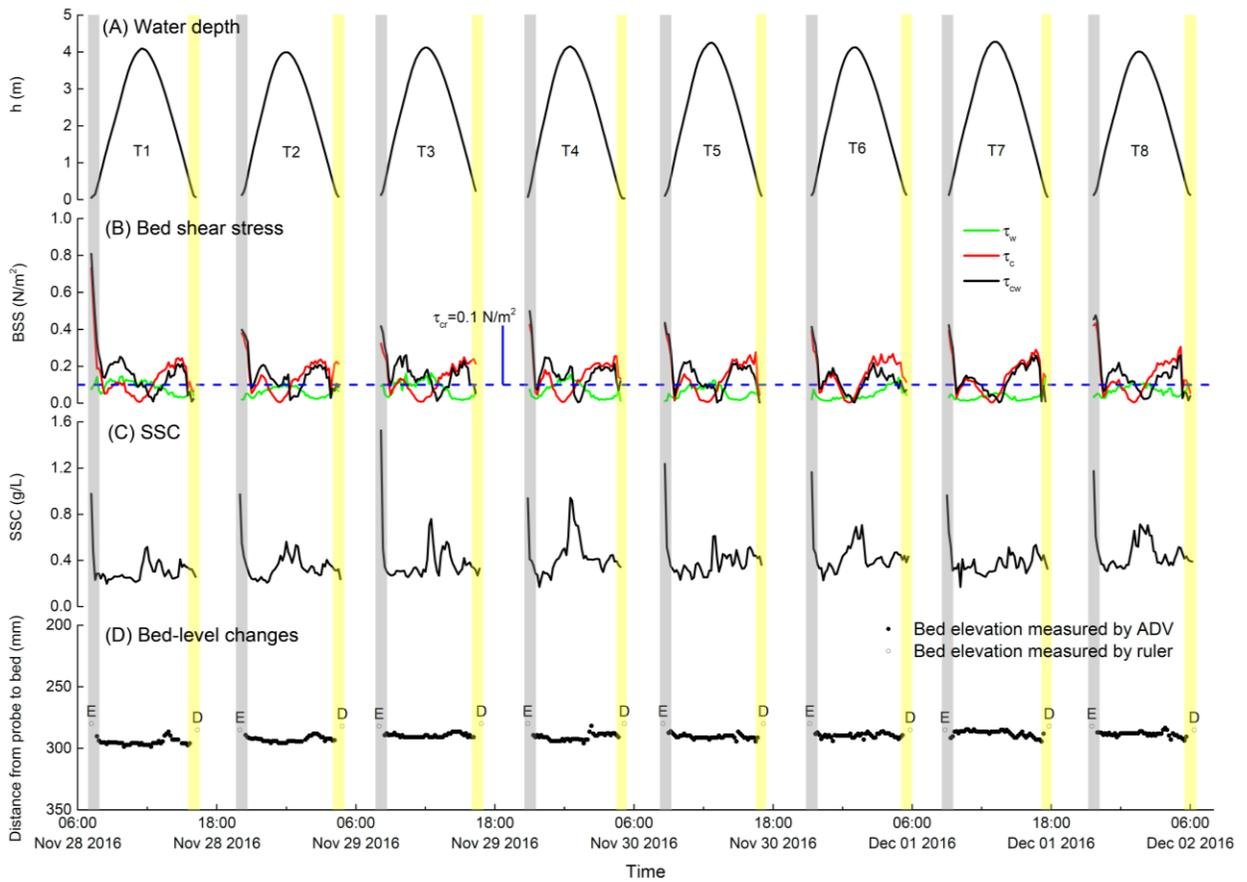 (A) Water depth
h (m)
5
4
3
2
1
0
T1 T2 T3 T4 T5 T6 T7 T8
(B) Bed shear stress
BSS (N/m²)
1.0
0.8
0.6
0.4
0.2
0.0
τw
τc
τcw
τcr=0.1 N/m²
(C) SSC
SSC (g/L)
1.6
1.2
0.8
0.4
0.0
(D) Bed-level changes
Distance from probe to bed (mm)
200
250
300
350
Bed elevation measured by ADV
Bed elevation measured by ruler
E D E D E D E D E D E D E D E D
06:00 18:00 06:00 18:00 06:00 18:00 06:00 18:00 06:00
Nov 28 2016 Nov 28 2016 Nov 29 2016 Nov 29 2016 Nov 30 2016 Nov 30 2016 Dec 01 2016 Dec 01 2016 Dec 02 2016
Time